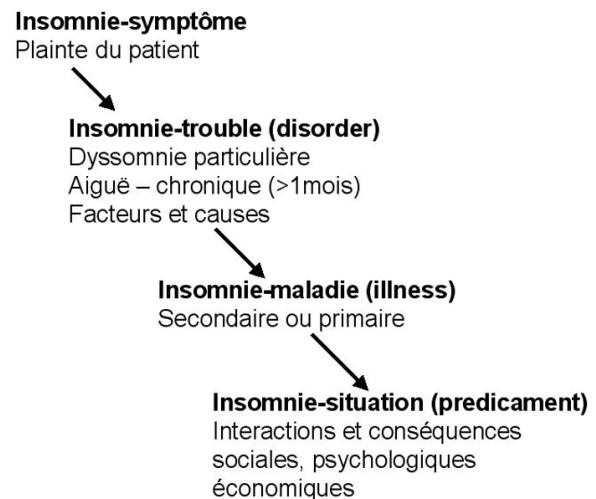 Insomnie-symptôme
Plainte du patient
Insomnie-trouble (disorder)
Dyssomnie particulière
Aiguë – chronique (>1mois)
Facteurs et causes
Insomnie-maladie (illness)
Secondaire ou primaire
Insomnie-situation (predicament)
Interactions et conséquences
sociales, psychologiques
économiques